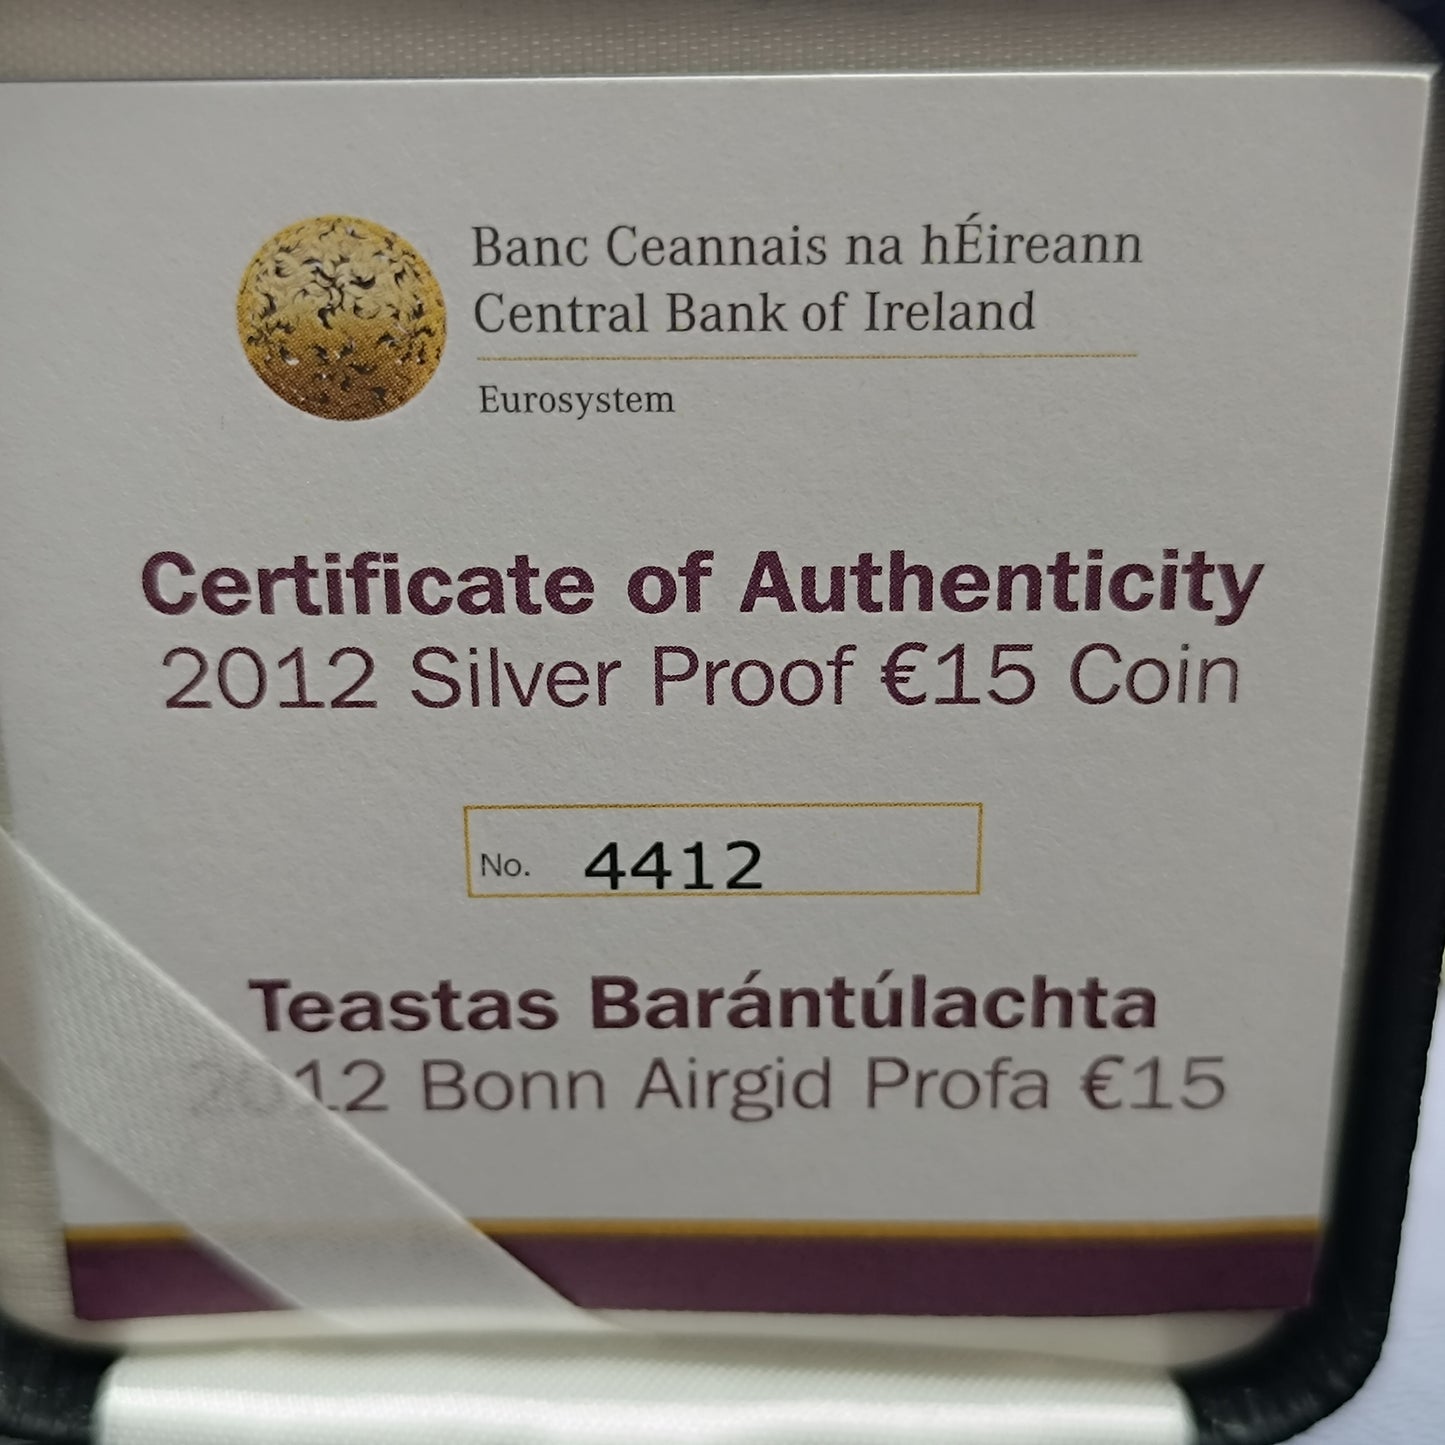 Banc Ceannais na hÉireann
Central Bank of Ireland
Eurosystem
Certificate of Authenticity
2012 Silver Proof €15 Coin
No. 4412
Teastas Barántúlachta
2012 Bonn Airgid Profa €15